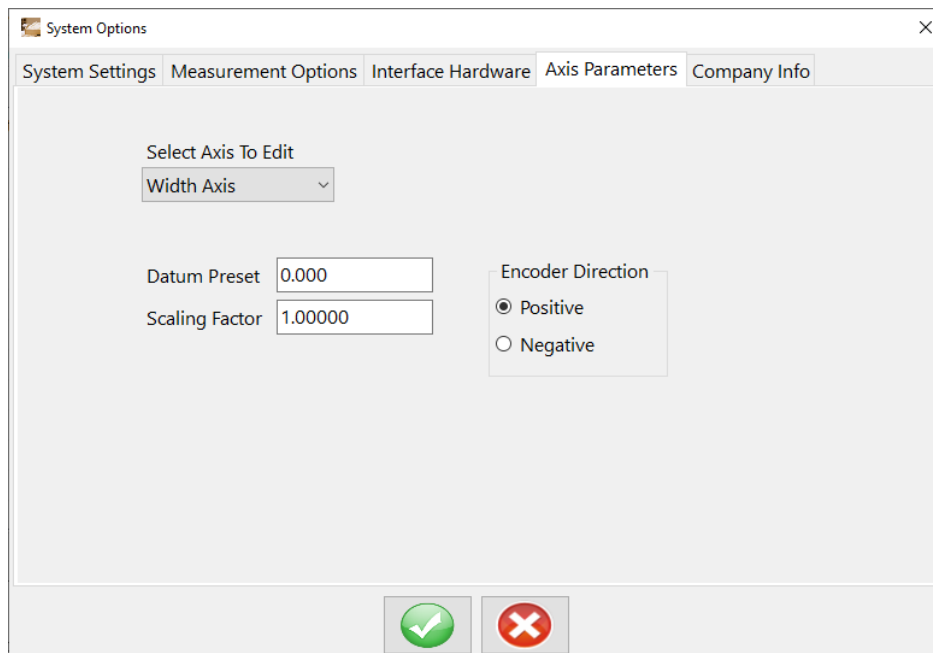 System Options
System Settings Measurement Options Interface Hardware Axis Parameters Company Info
Select Axis To Edit
Width Axis
Datum Preset 0.000
Scaling Factor 1.00000
Encoder Direction
Positive
Negative